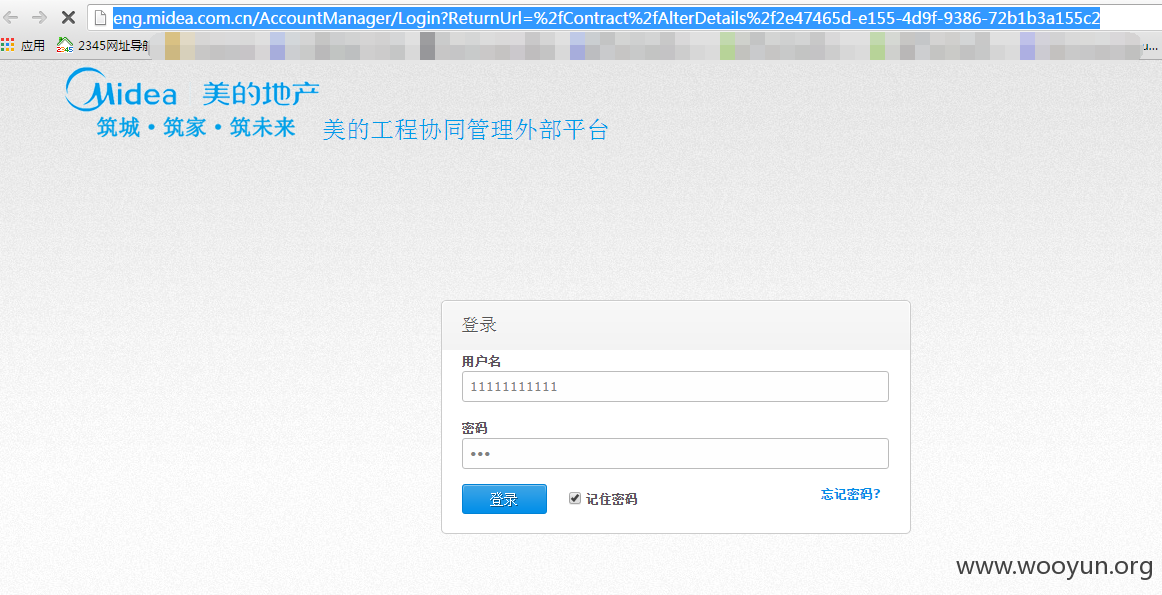 eng.midea.com.cn/AccountManager/Login?ReturnUrl=%2fContract%2fAlterDetails%2f2e47465d-e155-4d9f-9386-72b1b3a155c2
应用 2345网址导航 u...
Midea 美的地产
筑城·筑家·筑未来 美的工程协同管理外部平台
登录
用户名
11111111111
密码
•••
登录 记住密码 忘记密码?
www.wooyun.org